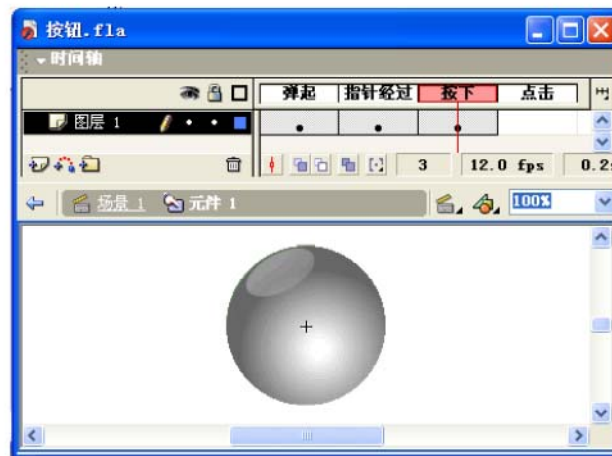 按钮.fla
时间轴
弹起 指针经过 按下 点击
图层 1
3 12.0 fps 0.2s
场景 1 元件 1 100%